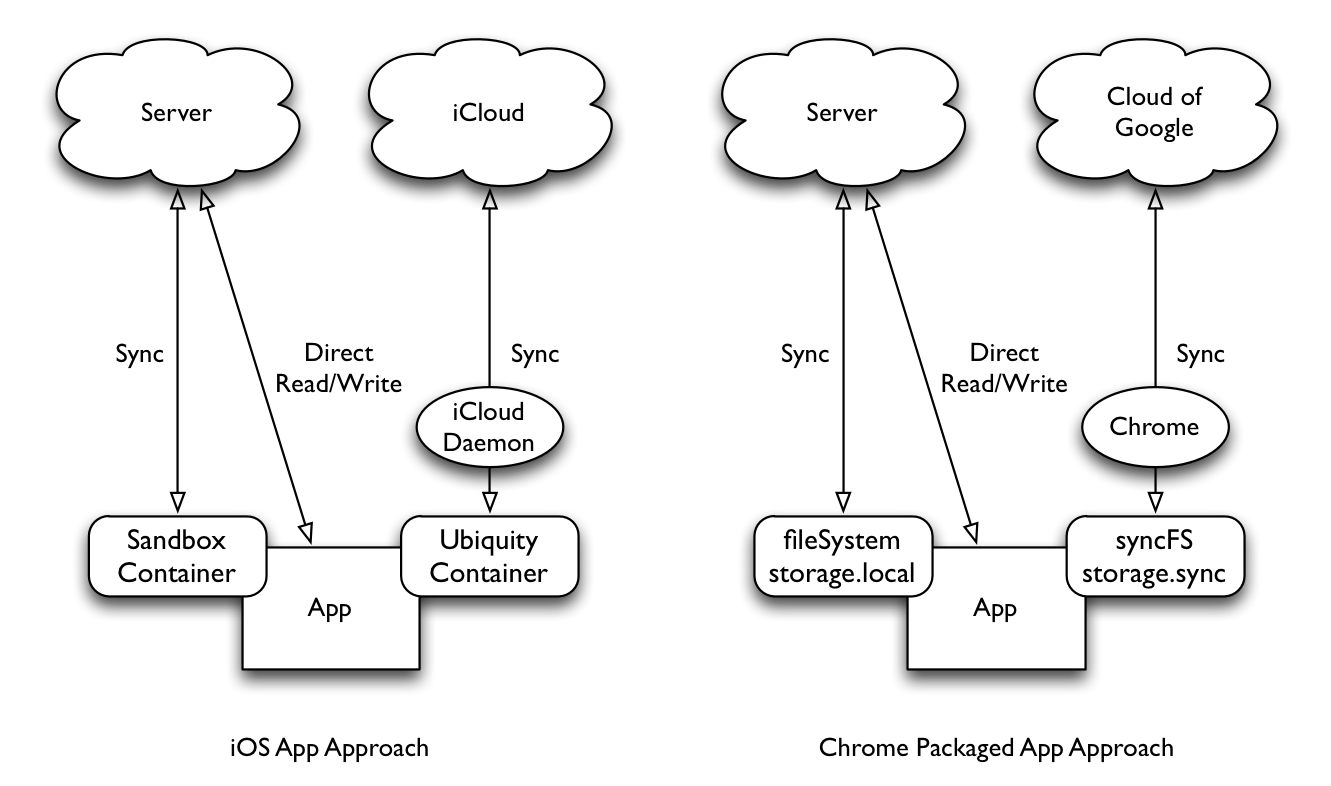 Server
iCloud
Sync
Direct
Read/Write
Sync
iCloud
Daemon
Sandbox
Container
Ubiquity
Container
App
iOS App Approach
Server
Cloud of
Google
Sync
Direct
Read/Write
Sync
Chrome
fileSystem
storage.local
syncFS
storage.sync
App
Chrome Packaged App Approach